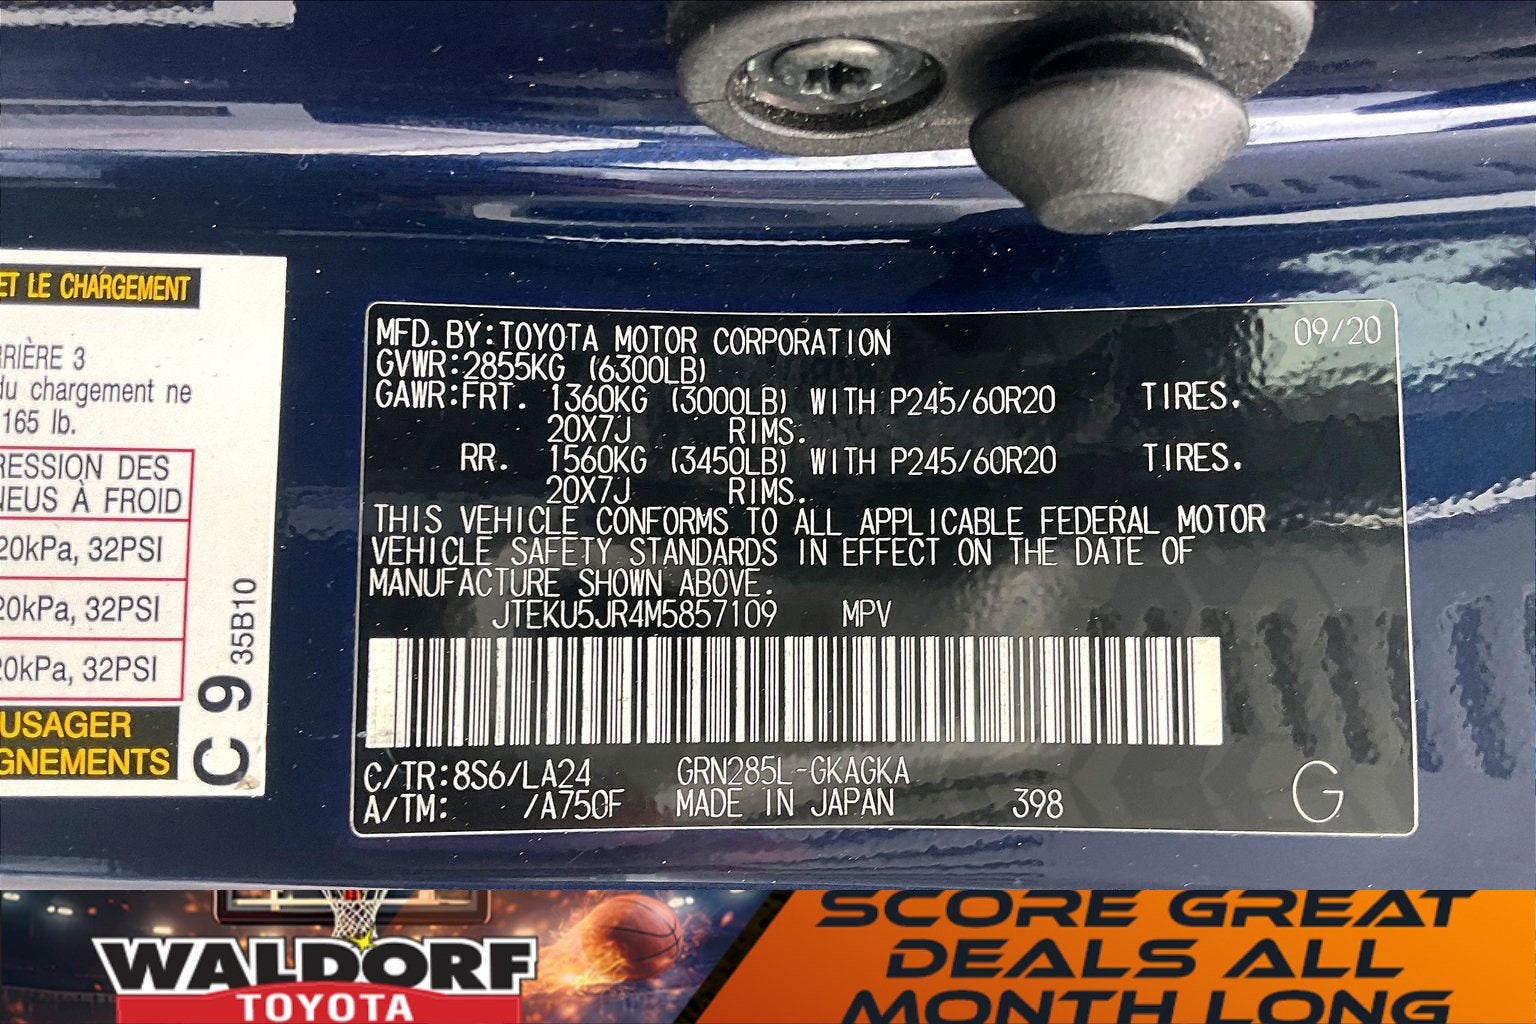 ET LE CHARGEMENT
RRIÈRE 3
du chargement ne
165 lb.
RESSION DES
NEUS À FROID
20kPa, 32PSI
20kPa, 32PSI
20kPa, 32PSI
USAGER
GNEMENTS
C 9 35B10
MFD. BY: TOYOTA MOTOR CORPORATION 09/20
GVWR: 2855KG (6300LB)
GAWR: FRT. 1360KG (3000LB) WITH P245/60R20 TIRES.
20X7J RIMS.
RR. 1560KG (3450LB) WITH P245/60R20 TIRES.
20X7J RIMS.
THIS VEHICLE CONFORMS TO ALL APPLICABLE FEDERAL MOTOR
VEHICLE SAFETY STANDARDS IN EFFECT ON THE DATE OF
MANUFACTURE SHOWN ABOVE.
JTEKU5JR4M5857109 MPV
C/TR: 8S6/LA24 GRN285L-GKAGKA
A/TM: /A750F MADE IN JAPAN 398 G
WALDORF
TOYOTA
SCORE GREAT
DEALS ALL
MONTH LONG